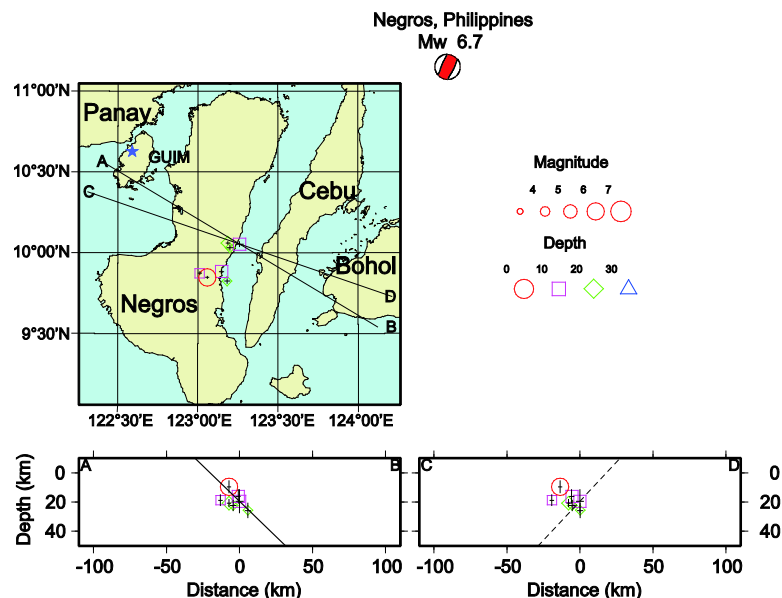 Negros, Philippines
Mw 6.7
11°00'N
10°30'N
10°00'N
9°30'N
Panay
GUIM
A
C
Cebu
Bohol
Negros
D
B
122°30'E 123°00'E 123°30'E 124°00'E
Magnitude
4 5 6 7
Depth
0 10 20 30
A B
C D
Depth (km)
0
20
40
0
20
40
-100 -50 0 50 100
-100 -50 0 50 100
Distance (km)
Distance (km)